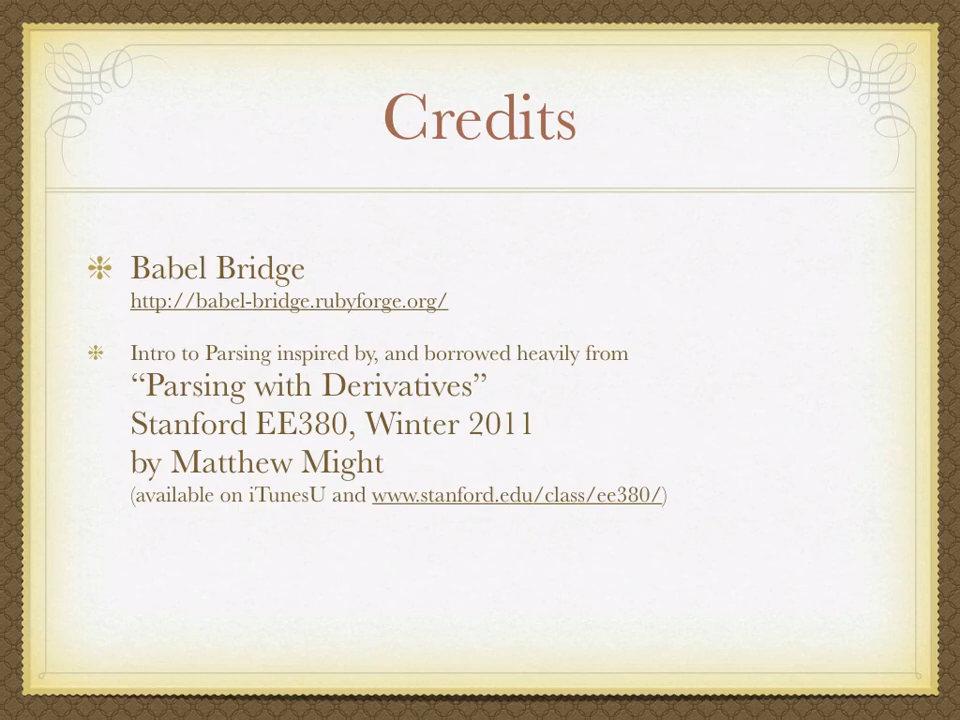 Credits
Babel Bridge
http://babel-bridge.rubyforge.org/
Intro to Parsing inspired by, and borrowed heavily from
“Parsing with Derivatives”
Stanford EE380, Winter 2011
by Matthew Might
(available on iTunesU and www.stanford.edu/class/ee380/)